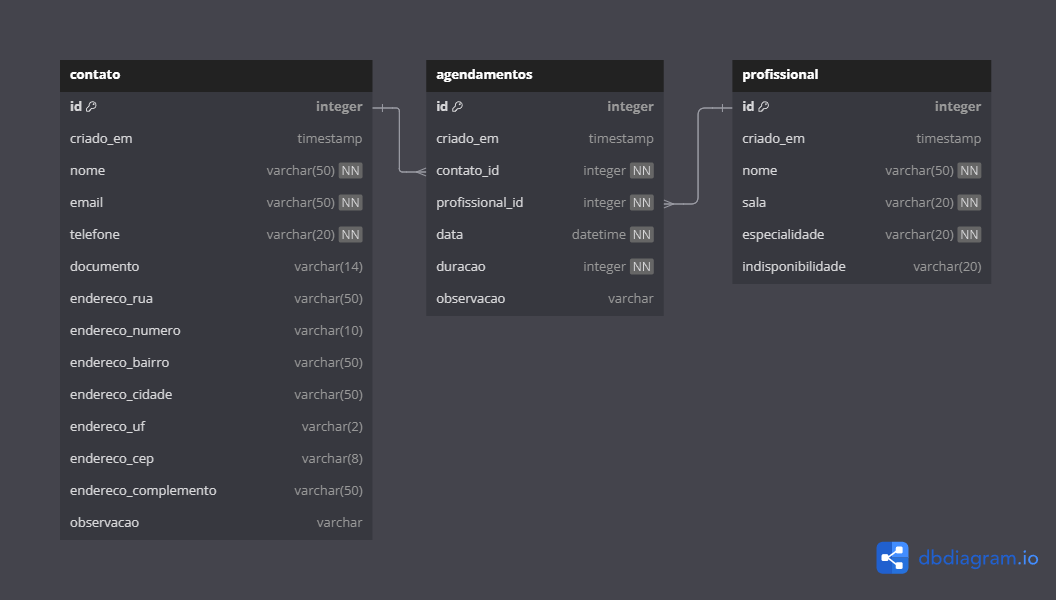 contato
id integer
criado_em timestamp
nome varchar(50) NN
email varchar(50) NN
telefone varchar(20) NN
documento varchar(14)
endereco_rua varchar(50)
endereco_numero varchar(10)
endereco_bairro varchar(50)
endereco_cidade varchar(50)
endereco_uf varchar(2)
endereco_cep varchar(8)
endereco_complemento varchar(50)
observacao varchar
agendamentos
id integer
criado_em timestamp
contato_id integer NN
profissional_id integer NN
data datetime NN
duracao integer NN
observacao varchar
profissional
id integer
criado_em timestamp
nome varchar(50) NN
sala varchar(20) NN
especialidade varchar(20) NN
indisponibilidade varchar(20)
dbdiagram.io